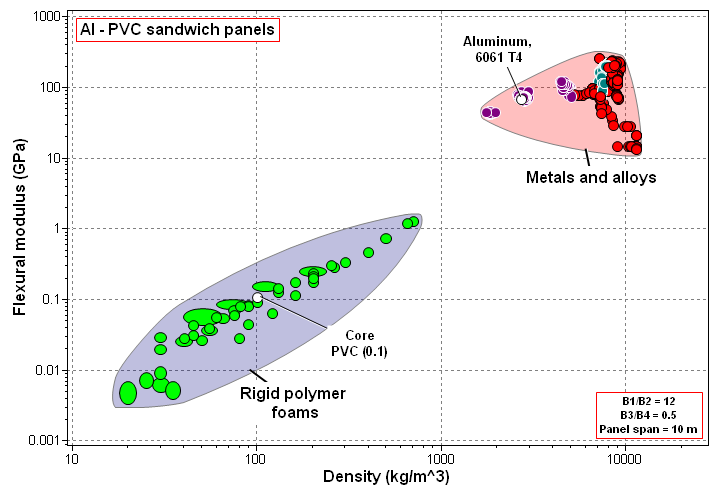 Al - PVC sandwich panels
Flexural modulus (GPa)
1000
100
10
1
0.1
0.01
0.001
Aluminum,
6061 T4
Metals and alloys
Core
PVC (0.1)
Rigid polymer
foams
B1/B2 = 12
B3/B4 = 0.5
Panel span = 10 m
10
100
1000
10000
Density (kg/m^3)